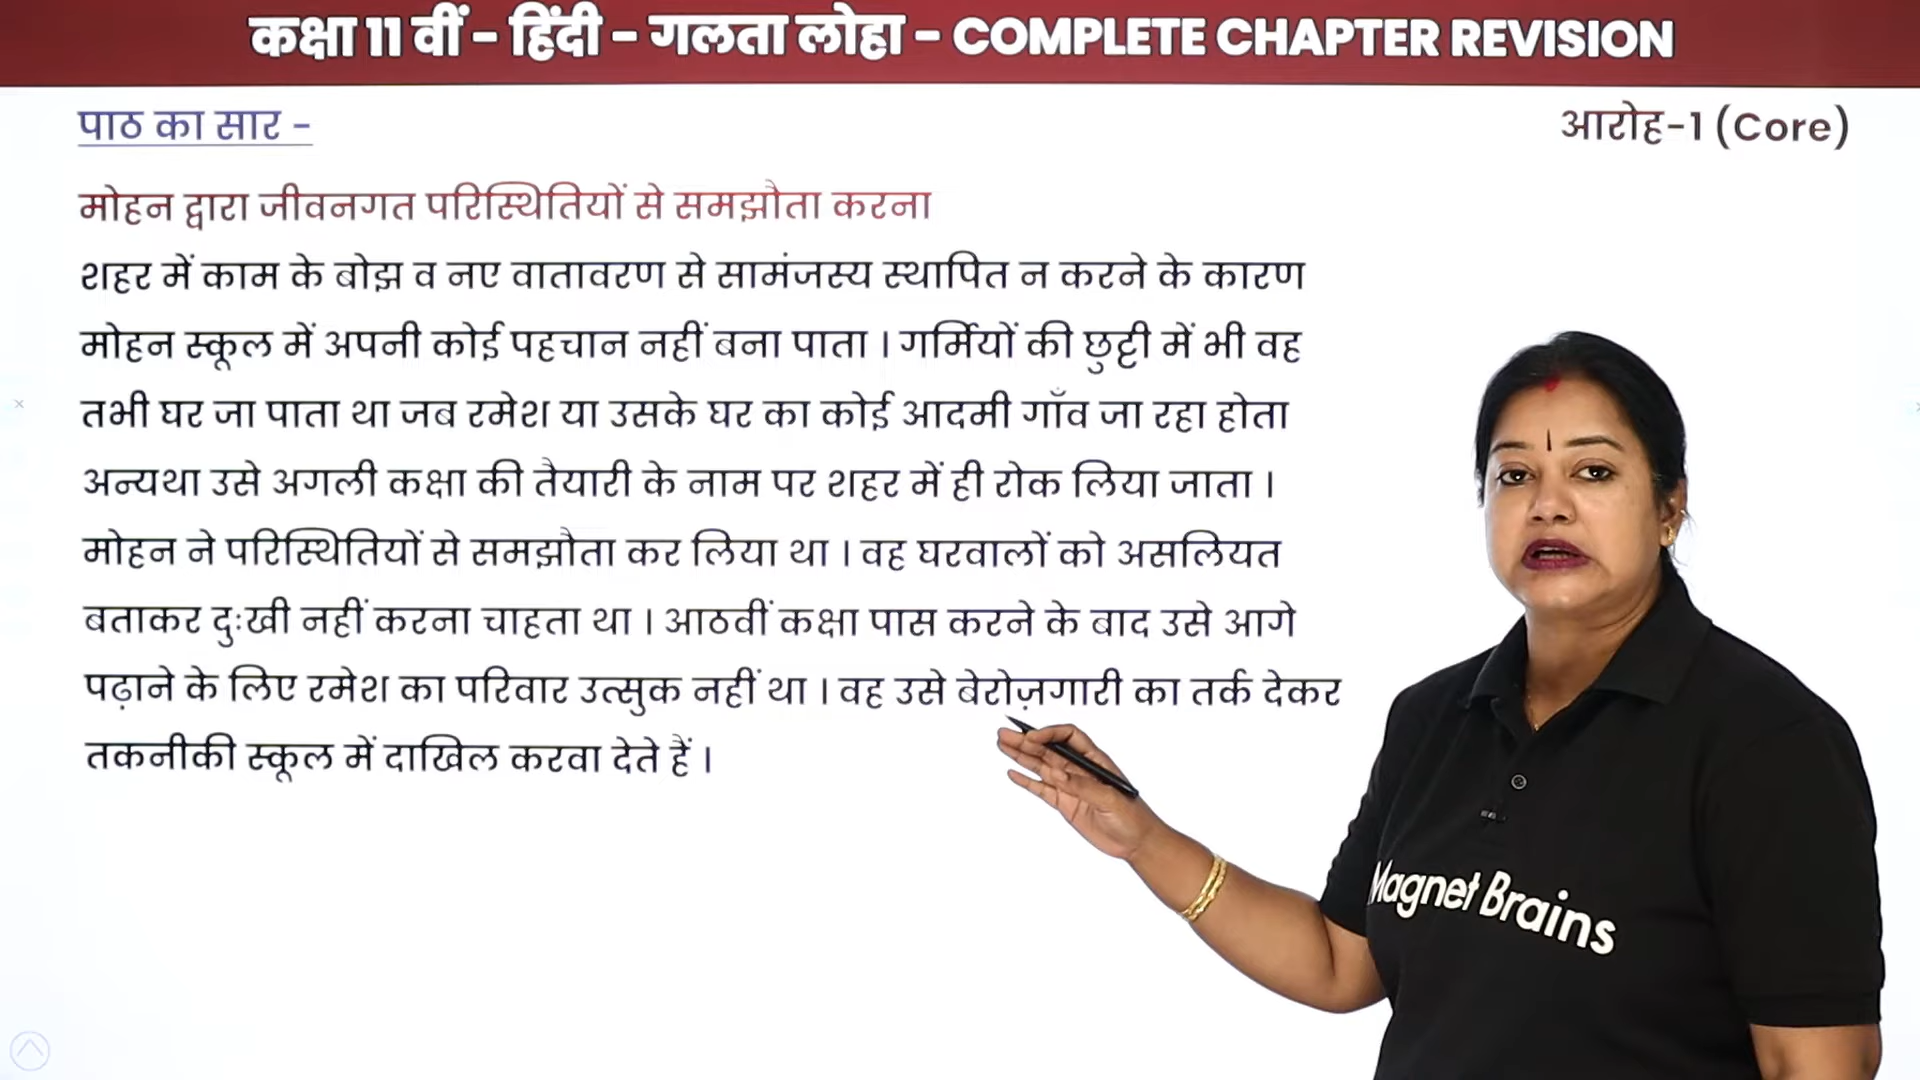 कक्षा 11 वीं - हिंदी - गलता लोहा - COMPLETE CHAPTER REVISION
पाठ का सार -
आरोह-1 (Core)
मोहन द्वारा जीवनगत परिस्थितियों से समझौता करना
शहर में काम के बोझ व नए वातावरण से सामंजस्य स्थापित न करने के कारण
मोहन स्कूल में अपनी कोई पहचान नहीं बना पाता । गर्मियों की छुट्टी में भी वह
तभी घर जा पाता था जब रमेश या उसके घर का कोई आदमी गाँव जा रहा होता
अन्यथा उसे अगली कक्षा की तैयारी के नाम पर शहर में ही रोक लिया जाता ।
मोहन ने परिस्थितियों से समझौता कर लिया था । वह घरवालों को असलियत
बताकर दुःखी नहीं करना चाहता था । आठवीं कक्षा पास करने के बाद उसे आगे
पढ़ाने के लिए रमेश का परिवार उत्सुक नहीं था । वह उसे बेरोज़गारी का तर्क देकर
तकनीकी स्कूल में दाखिल करवा देते हैं ।
Magnet Brains